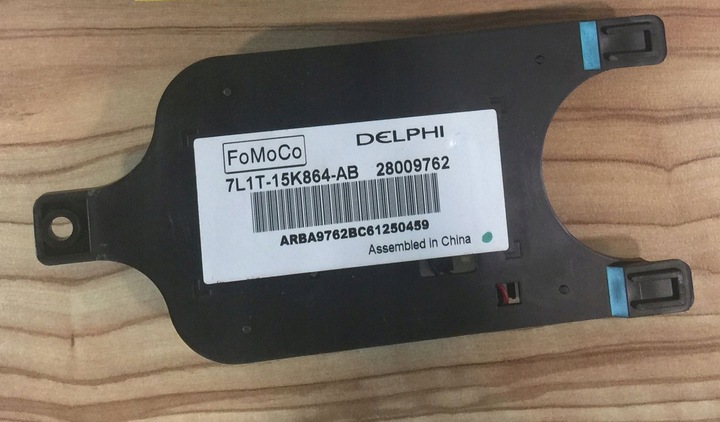 FoMoCo DELPHI
7L1T-15K864-AB 28009762
ARBA9762BC61250459
Assembled in China